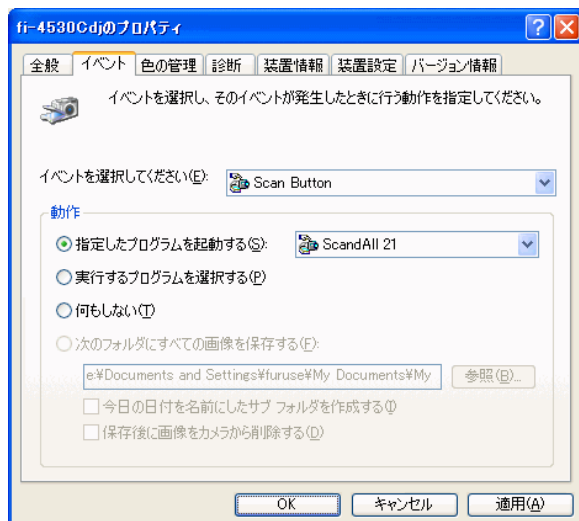 fi-4530Cdjのプロパティ
全般 イベント 色の管理 診断 装置情報 装置設定 バージョン情報
イベントを選択し、そのイベントが発生したときに行う動作を指定してください。
イベントを選択してください(E): Scan Button
動作
指定したプログラムを起動する(S): ScandAll 21
実行するプログラムを選択する(P)
何もしない(T)
次のフォルダにすべての画像を保存する(F):
e:¥Documents and Settings¥furuse¥My Documents¥My 参照(B)...
今日の日付を名前にしたサブ フォルダを作成する(I)
保存後に画像をカメラから削除する(D)
OK キャンセル 適用(A)